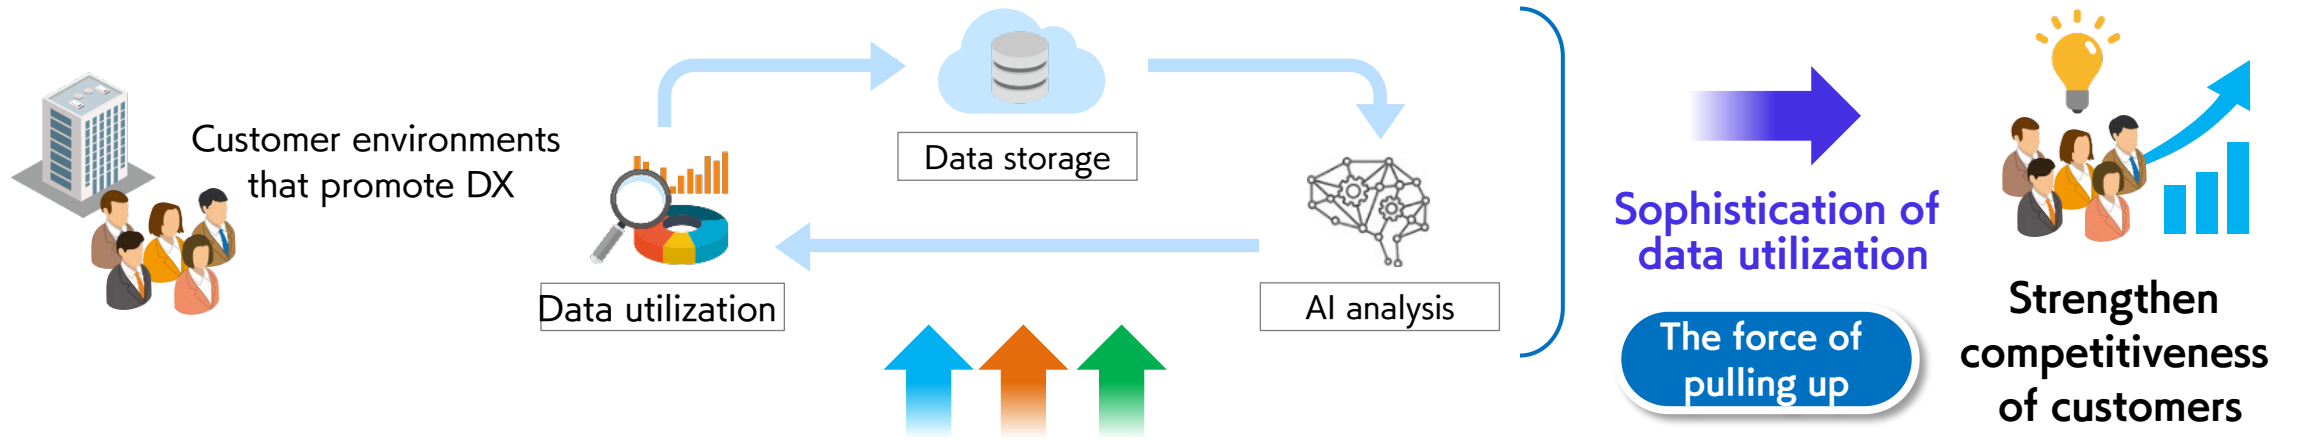 Customer environments
that promote DX
Data storage
Data utilization
AI analysis
Sophistication of
data utilization
The force of
pulling up
Strengthen
competitiveness
of customers